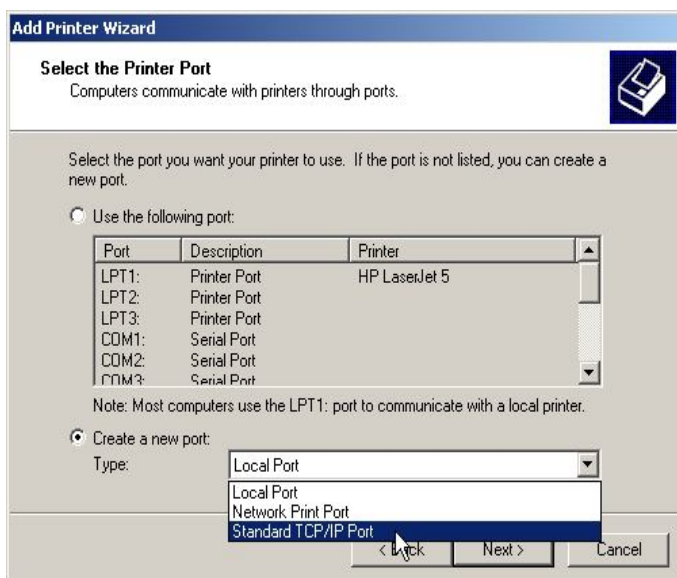 Add Printer Wizard
Select the Printer Port
Computers communicate with printers through ports.
Select the port you want your printer to use. If the port is not listed, you can create a
new port.
Use the following port:
Port Description Printer
LPT1: Printer Port HP LaserJet 5
LPT2: Printer Port
LPT3: Printer Port
COM1: Serial Port
COM2: Serial Port
COM3: Serial Port
Note: Most computers use the LPT1: port to communicate with a local printer.
Create a new port:
Type: Local Port
Local Port
Network Print Port
Standard TCP/IP Port
< Back Next > Cancel